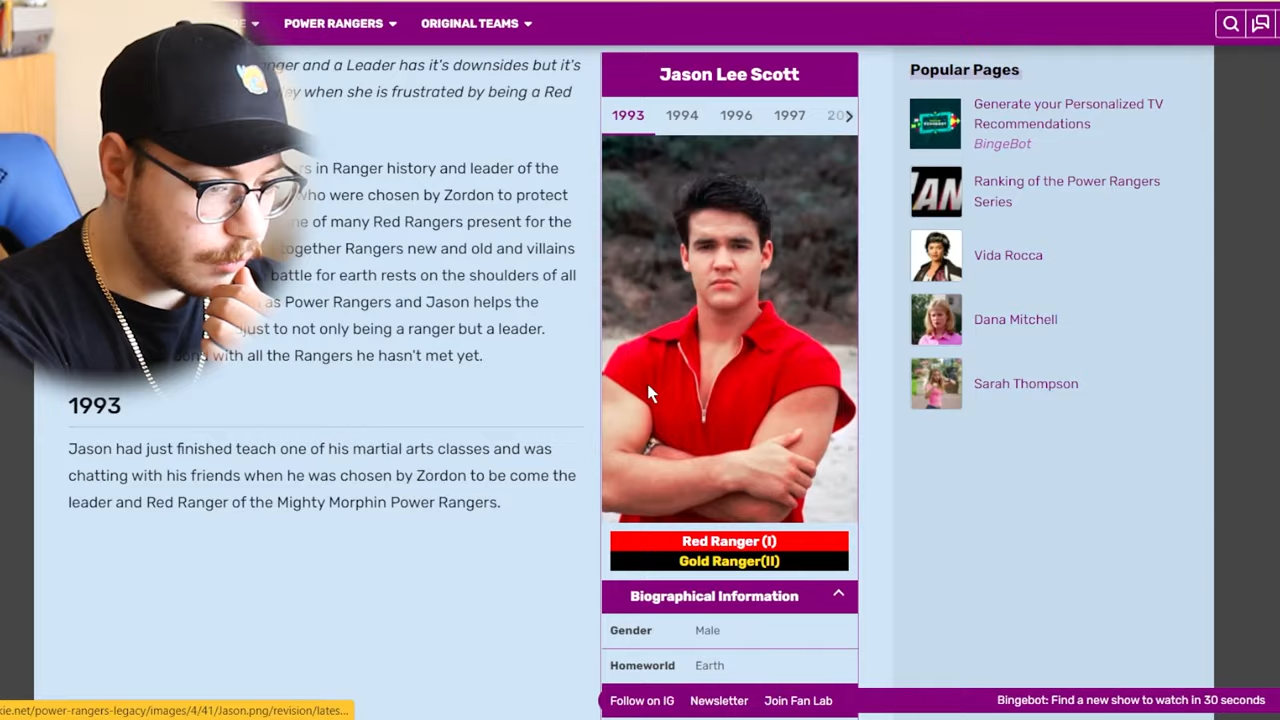 POWER RANGERS
ORIGINAL TEAMS
and a Leader has it's downsides but it's
when she is frustrated by being a Red
in Ranger history and leader of the
who were chosen by Zordon to protect
of many Red Rangers present for the
together Rangers new and old and villains
battle for earth rests on the shoulders of all
as Power Rangers and Jason helps the
to not only being a ranger but a leader.
with all the Rangers he hasn't met yet.
1993
Jason had just finished teach one of his martial arts classes and was
chatting with his friends when he was chosen by Zordon to be come the
leader and Red Ranger of the Mighty Morphin Power Rangers.
Jason Lee Scott
1993 1994 1996 1997 20
Red Ranger (I)
Gold Ranger(II)
Biographical Information
Gender Male
Homeworld Earth
Popular Pages
Generate your Personalized TV
Recommendations
BingeBot
Ranking of the Power Rangers
Series
Vida Rocca
Dana Mitchell
Sarah Thompson
Follow on IG Newsletter Join Fan Lab
Bingebot: Find a new show to watch in 30 seconds
kie.net/power-rangers-legacy/images/4/41/Jason.png/revision/lates...